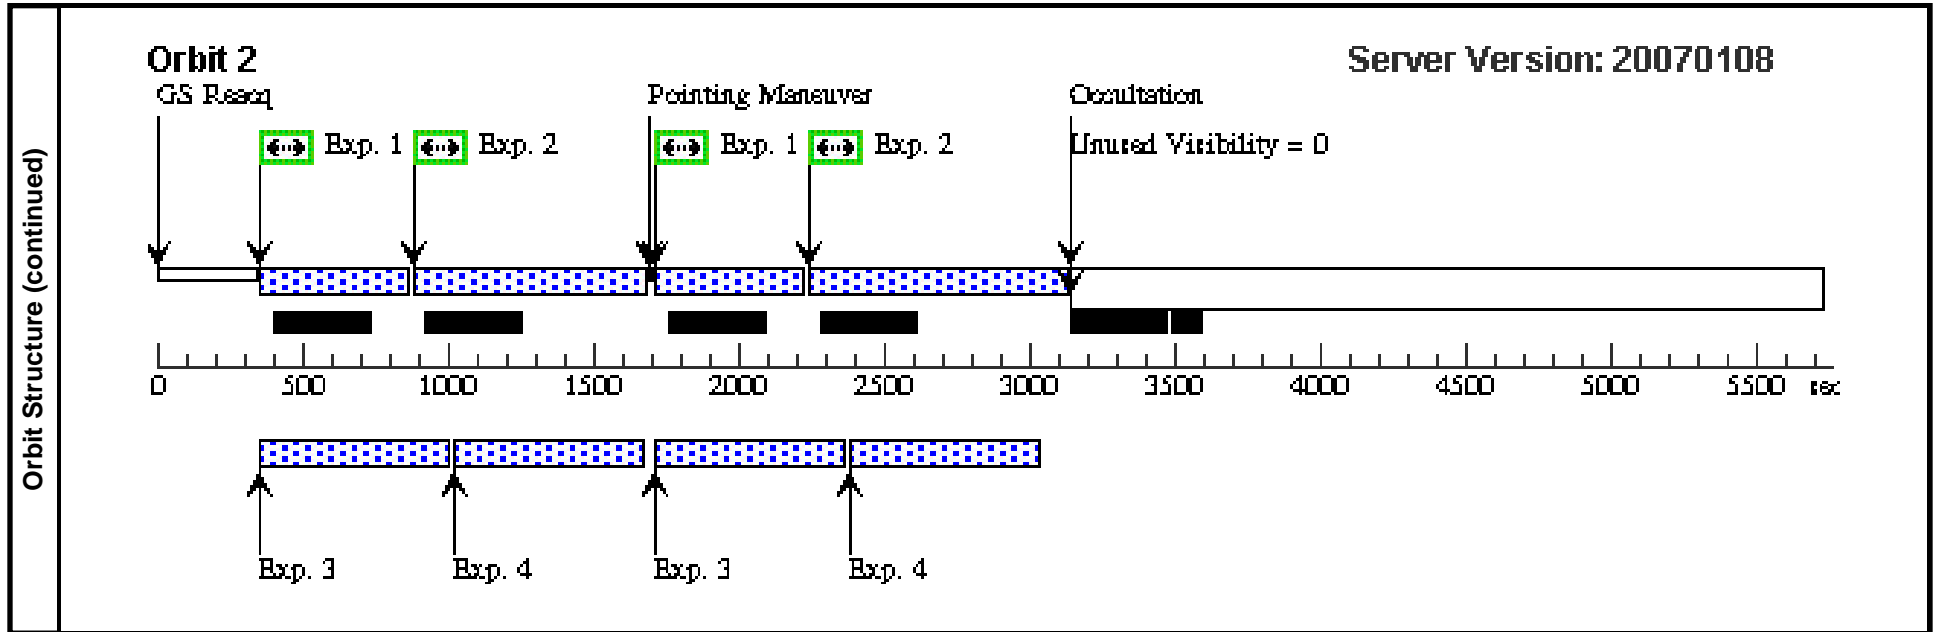 Orbit Structure (continued)
Orbit 2
Server Version: 20070108
GS Reacq
Pointing Maneuver
Occultation
Exp. 1
Exp. 2
Exp. 1
Exp. 2
Unused Visibility = 0
0 500 1000 1500 2000 2500 3000 3500 4000 4500 5000 5500 sec
Exp. 3
Exp. 4
Exp. 3
Exp. 4